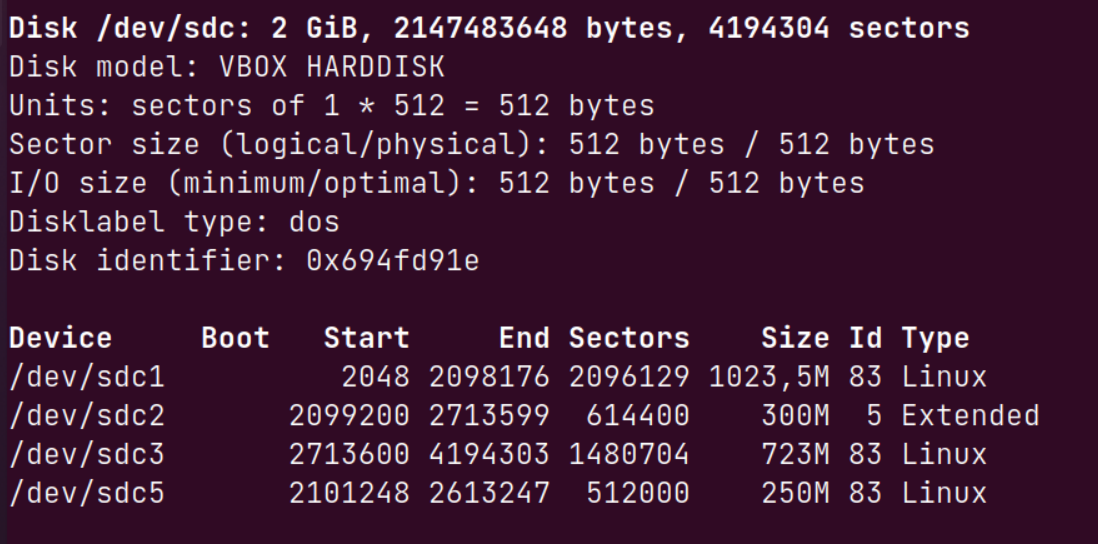 Disk /dev/sdc: 2 GiB, 2147483648 bytes, 4194304 sectors
Disk model: VBOX HARDDISK
Units: sectors of 1 * 512 = 512 bytes
Sector size (logical/physical): 512 bytes / 512 bytes
I/O size (minimum/optimal): 512 bytes / 512 bytes
Disklabel type: dos
Disk identifier: 0x694fd91e
Device Boot Start End Sectors Size Id Type
/dev/sdc1 2048 2098176 2096129 1023,5M 83 Linux
/dev/sdc2 2099200 2713599 614400 300M 5 Extended
/dev/sdc3 2713600 4194303 1480704 723M 83 Linux
/dev/sdc5 2101248 2613247 512000 250M 83 Linux